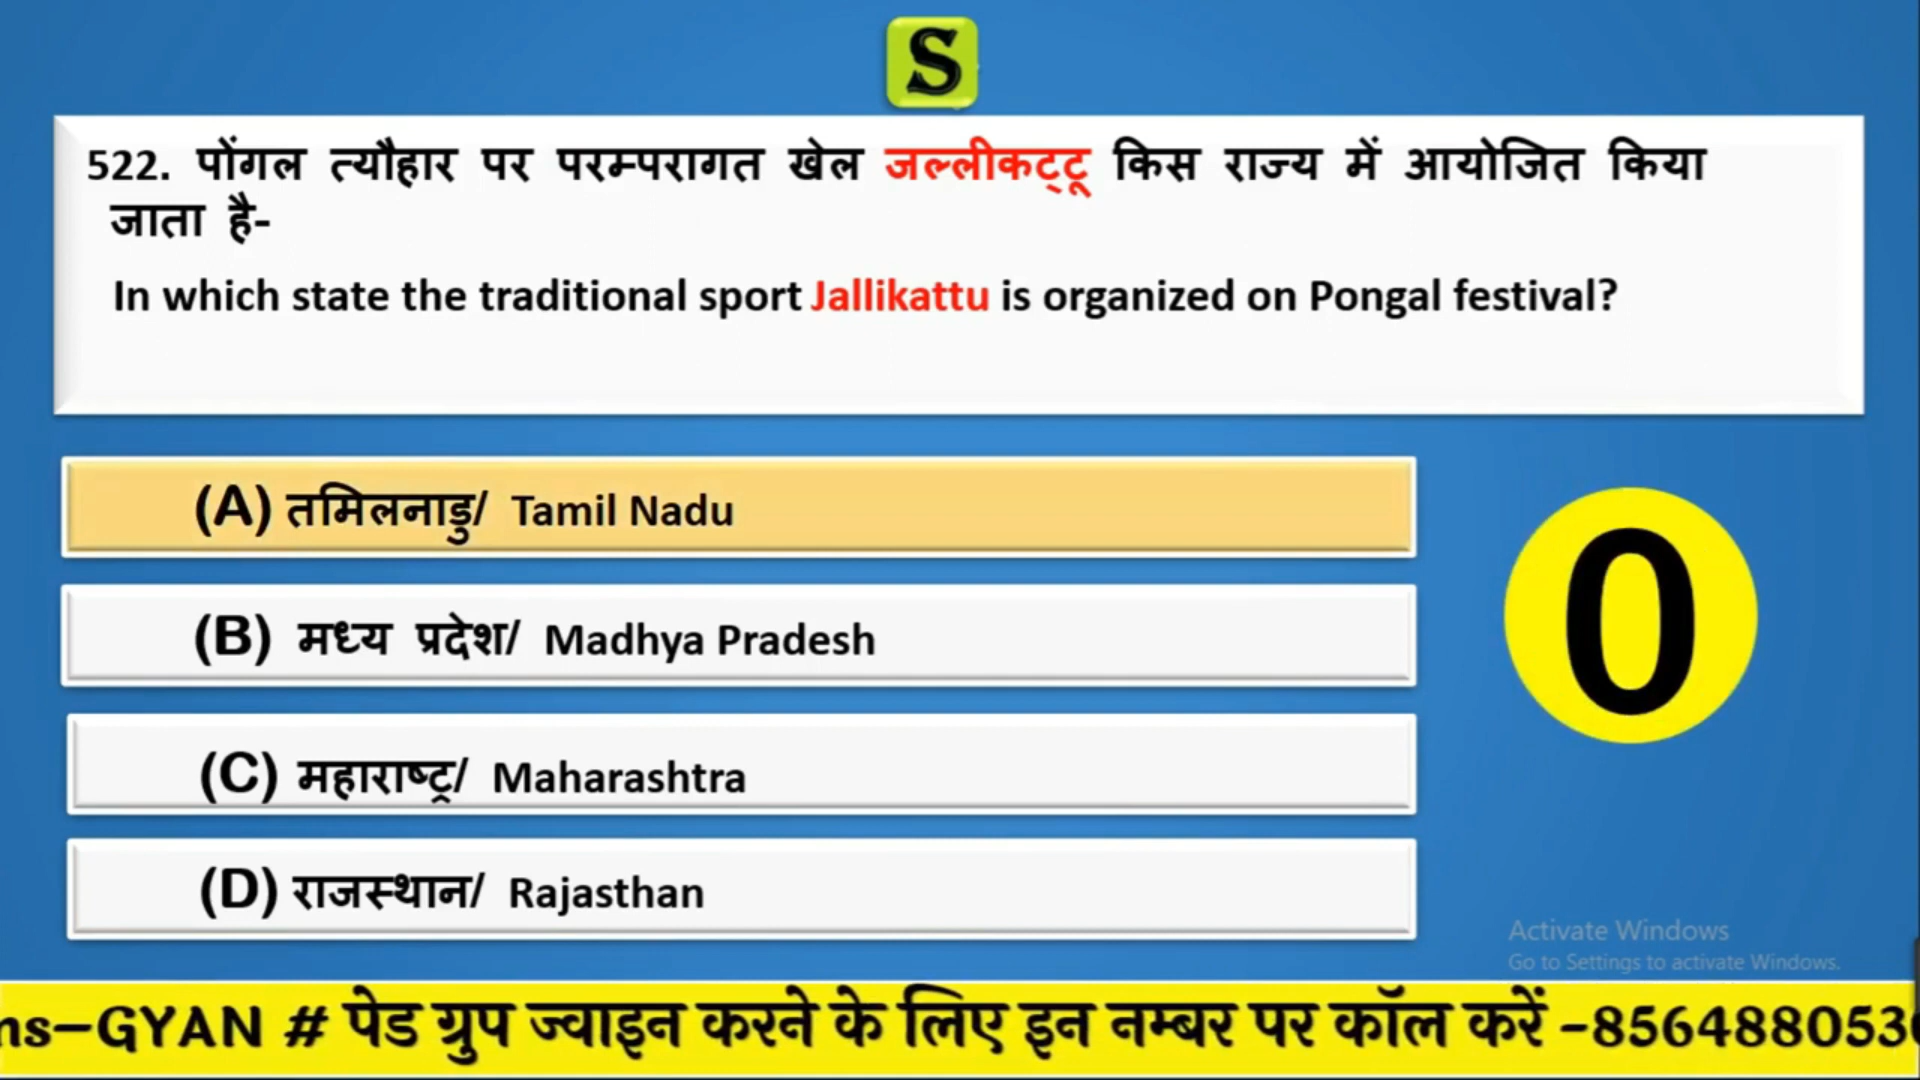 S
522. पोंगल त्यौहार पर परम्परागत खेल जल्लीकट्टू किस राज्य में आयोजित किया
जाता है-
In which state the traditional sport Jallikattu is organized on Pongal festival?
(A) तमिलनाडु/ Tamil Nadu
(B) मध्य प्रदेश/ Madhya Pradesh
(C) महाराष्ट्र/ Maharashtra
(D) राजस्थान/ Rajasthan
0
Activate Windows
Go to Settings to activate Windows.
ns-GYAN # पेड ग्रुप ज्वाइन करने के लिए इन नम्बर पर कॉल करें -856488053